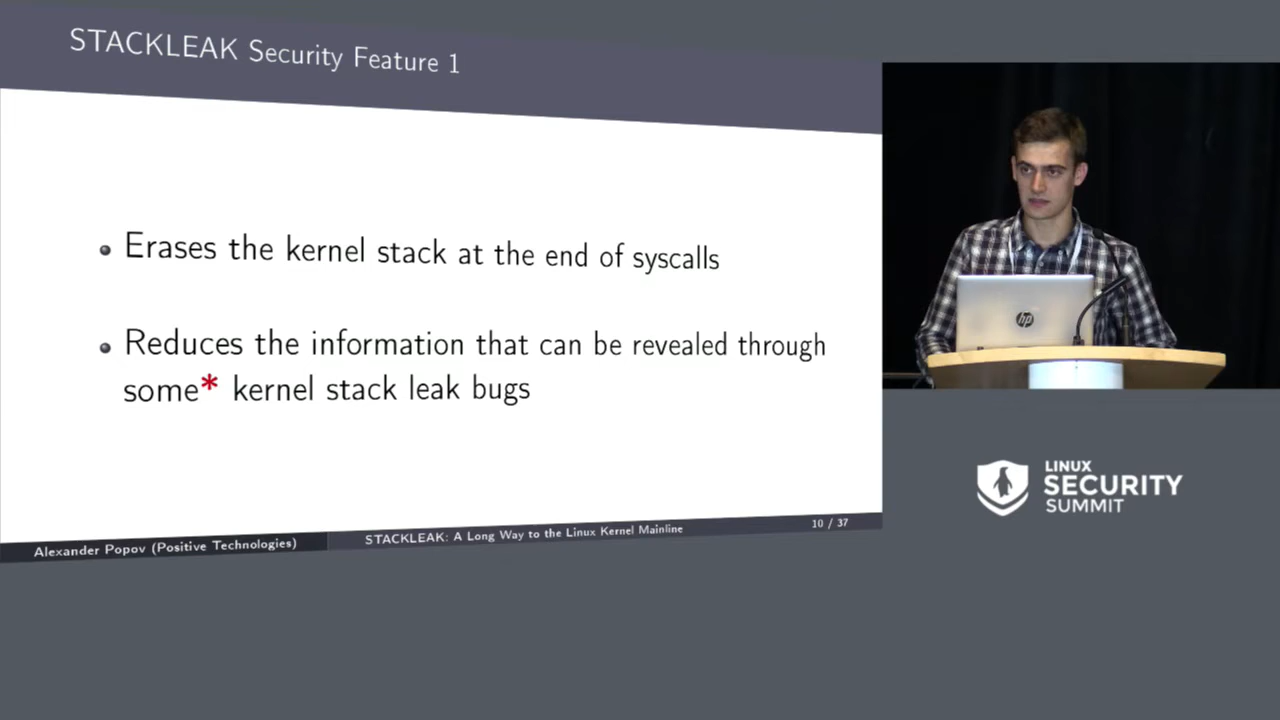 STACKLEAK Security Feature 1
Erases the kernel stack at the end of syscalls
Reduces the information that can be revealed through
some* kernel stack leak bugs
Alexander Popov (Positive Technologies)
STACKLEAK: A Long Way to the Linux Kernel Mainline
10 / 37
hp
LINUX
SECURITY
SUMMIT